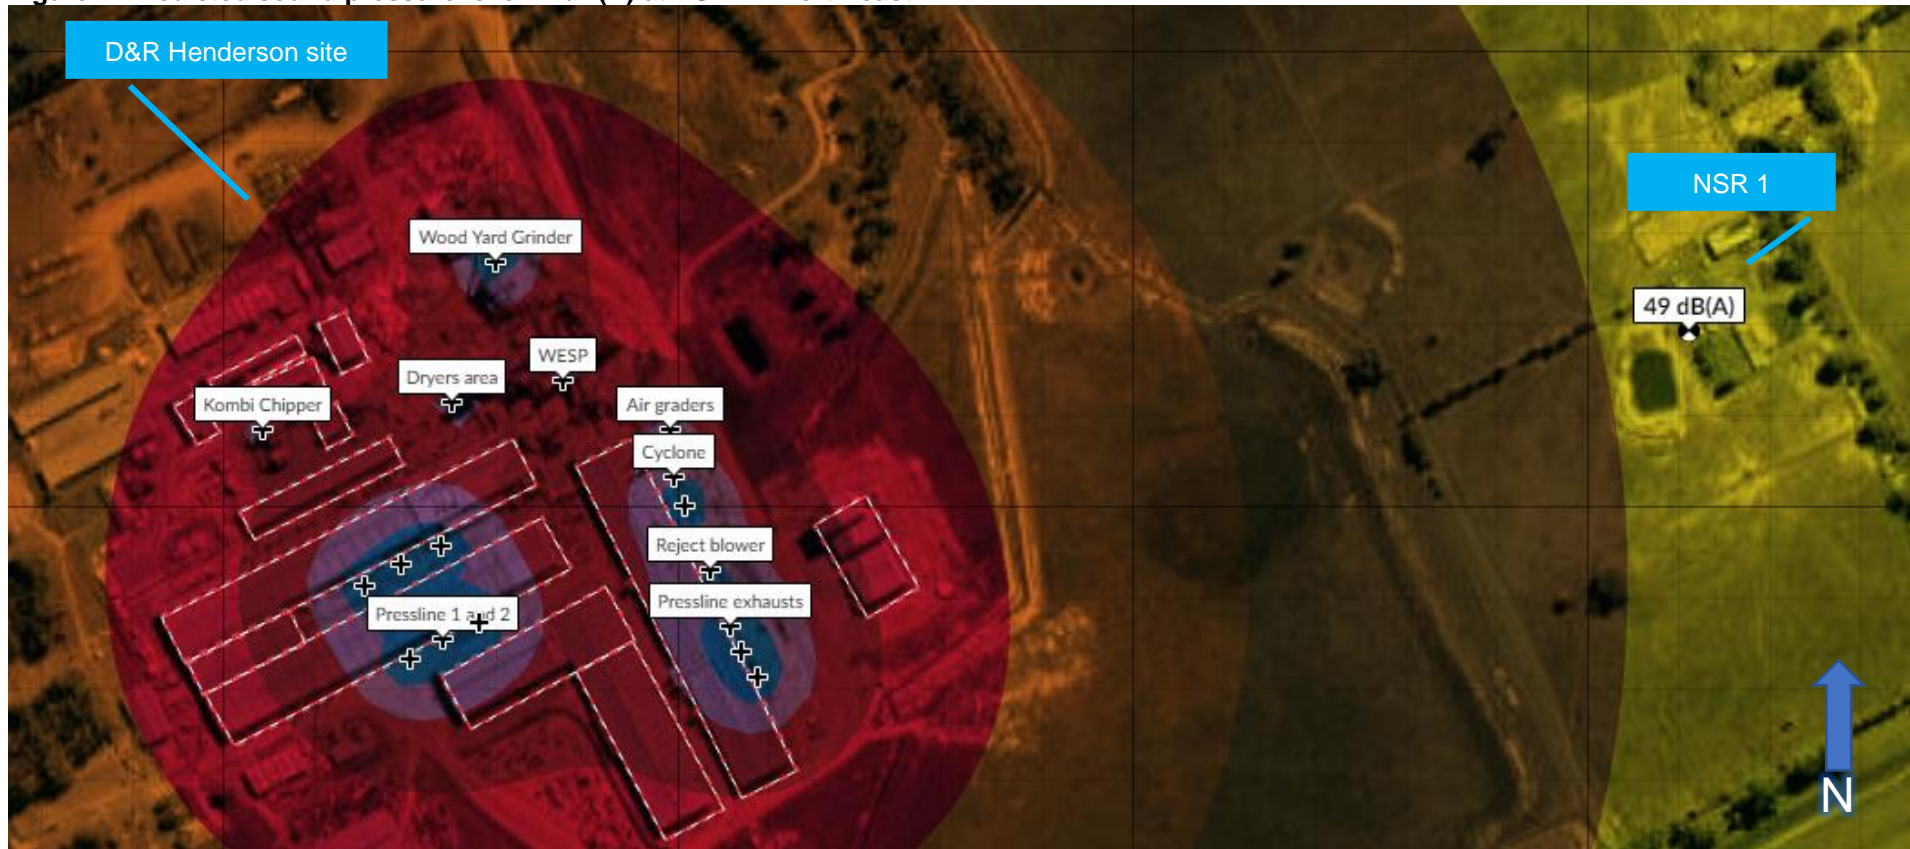 D&R Henderson site
NSR 1
Wood Yard Grinder
49 dB(A)
WESP
Dryers area
Kombi Chipper
Air graders
Cyclone
Reject blower
Pressline exhausts
Pressline 1 and 2
N